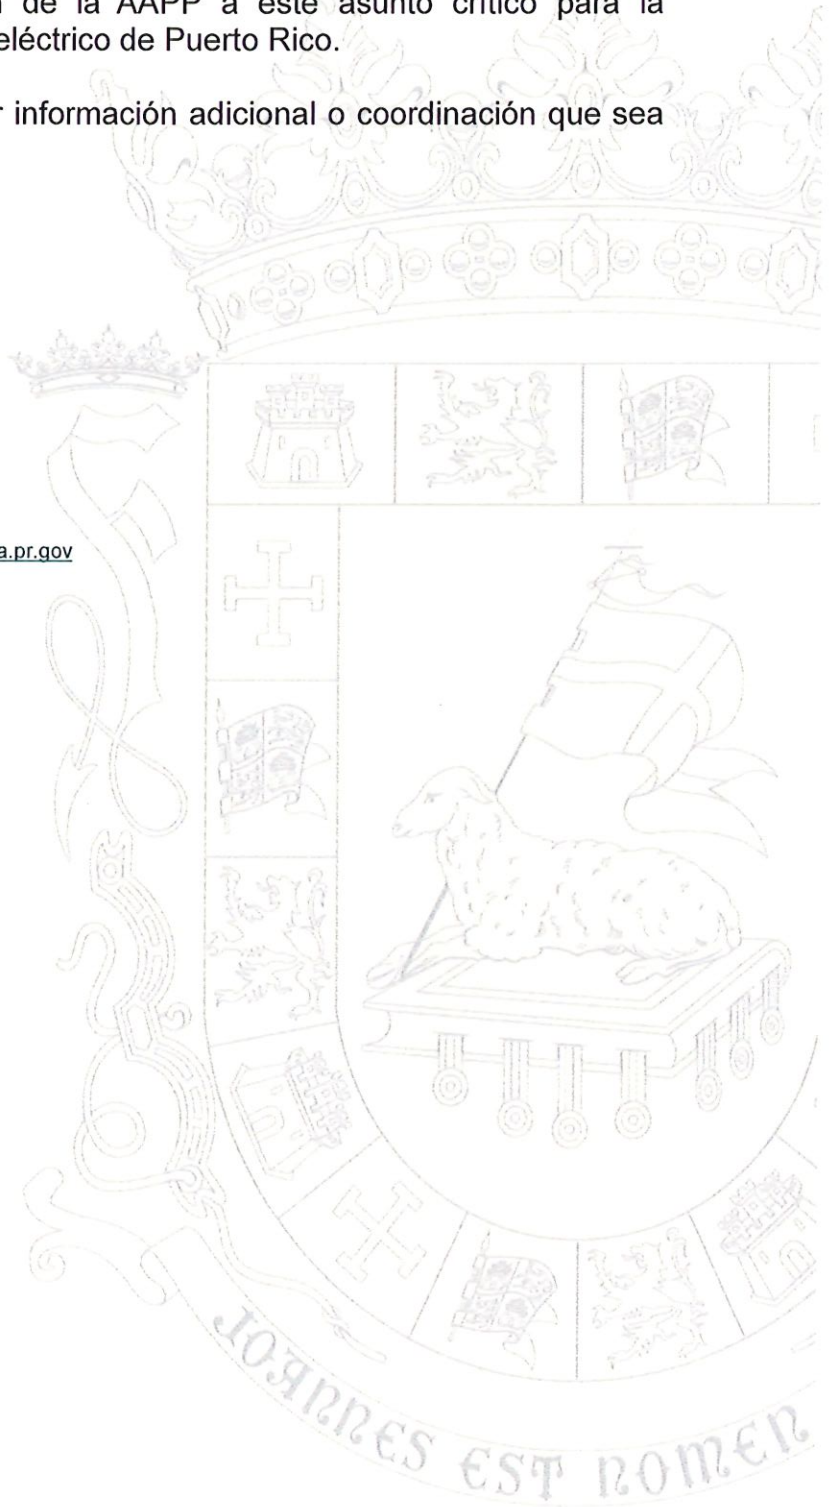 de la AAPP a este asunto crítico para la
eléctrico de Puerto Rico.
información adicional o coordinación que sea
a.pr.gov
JOANNES EST NOMEN